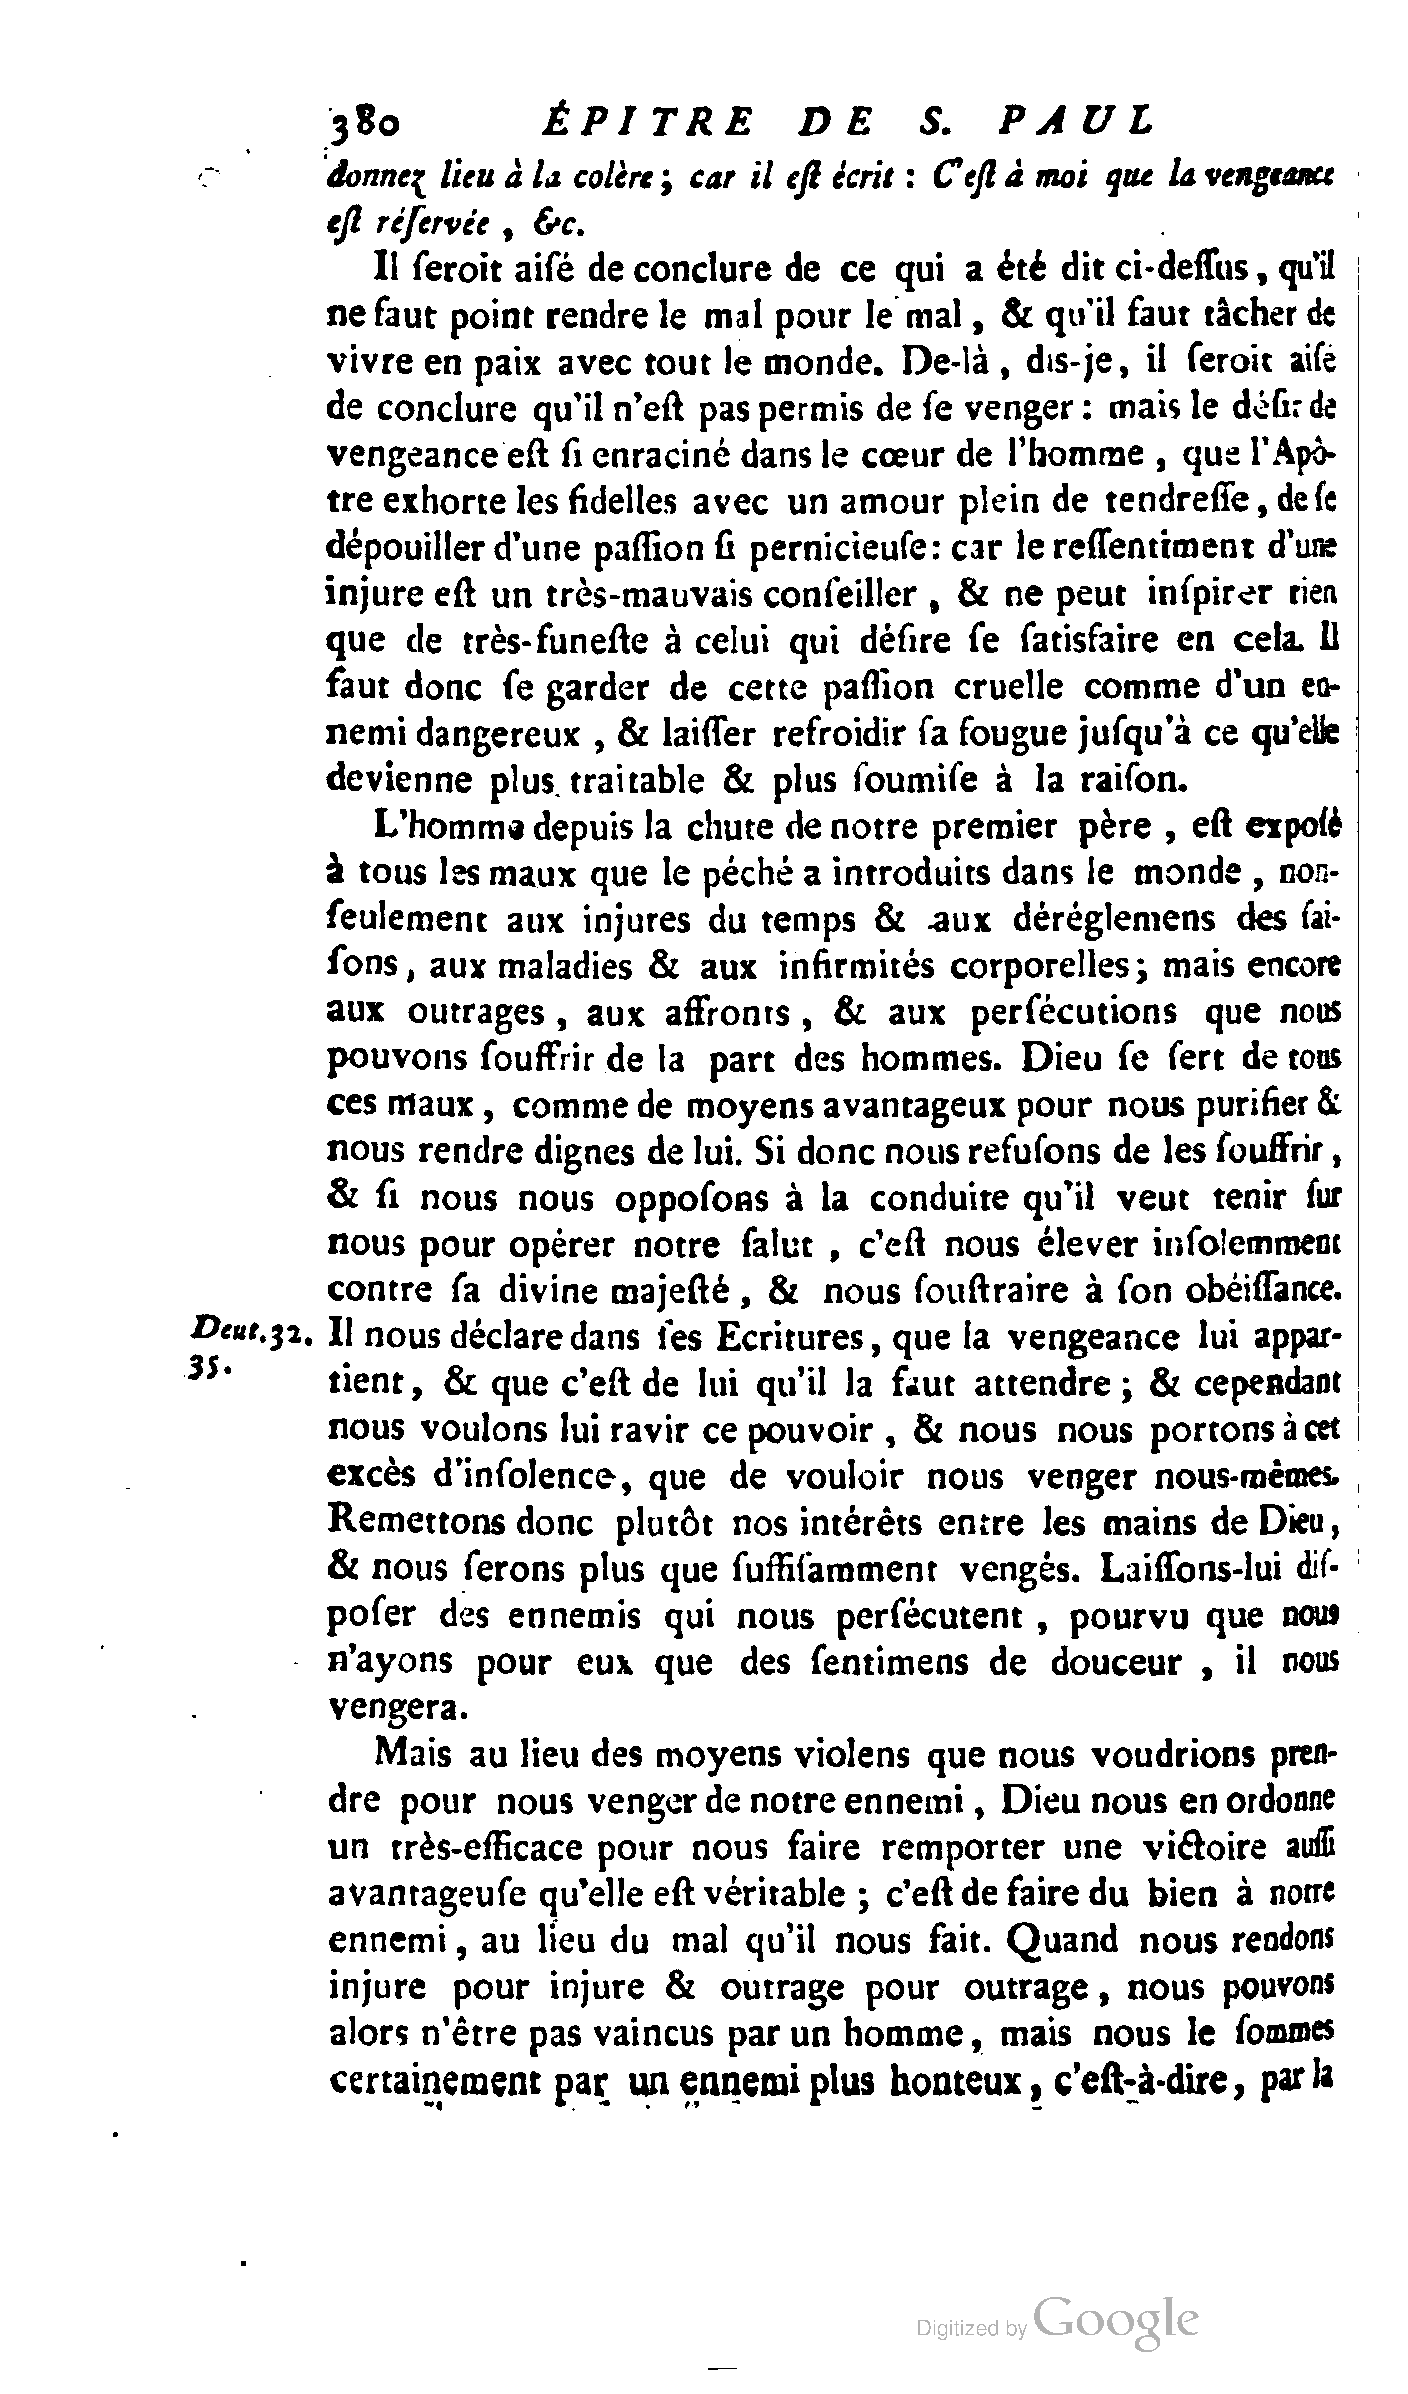 380 ÉPITRE DE S. PAUL
donnez lieu à la colère ; car il eſt écrit : C'eſt à moi que la vengeance
eſt réſervée , &c.
Il ſeroit aiſé de conclure de ce qui a été dit ci-deſſus, qu'il
ne faut point rendre le mal pour le mal , & qu'il faut tâcher de
vivre en paix avec tout le monde. De-là , dis-je, il ſeroit aiſé
de conclure qu'il n'eſt pas permis de ſe venger : mais le déſir de
vengeance eſt ſi enraciné dans le cœur de l'homme , que l'Apô-
tre exhorte les fidelles avec un amour plein de tendreſſe, de ſe
dépouiller d'une paſſion ſi pernicieuſe: car le reſſentiment d'une
injure eſt un très-mauvais conſeiller , & ne peut inſpirer rien
que de très-funeſte à celui qui déſire ſe ſatisfaire en cela. Il
faut donc ſe garder de cette paſſion cruelle comme d'un en-
nemi dangereux , & laiſſer refroidir ſa fougue juſqu'à ce qu'elle
devienne plus traitable & plus ſoumiſe à la raiſon.
L'homme depuis la chute de notre premier père , eſt expoſé
à tous les maux que le péché a introduits dans le monde , non-
ſeulement aux injures du temps & aux déréglemens des ſai-
ſons, aux maladies & aux infirmités corporelles; mais encore
aux outrages , aux affronts , & aux perſécutions que nous
pouvons ſouffrir de la part des hommes. Dieu ſe ſert de tous
ces maux , comme de moyens avantageux pour nous purifier &
nous rendre dignes de lui. Si donc nous refuſons de les ſouffrir ,
& ſi nous nous oppoſons à la conduite qu'il veut tenir ſur
nous pour opérer notre ſalut , c'eſt nous élever inſolemment
contre ſa divine majeſté , & nous ſouſtraire à ſon obéiſſance.
Deut. 32. Il nous déclare dans ſes Ecritures, que la vengeance lui appar-
35. tient, & que c'eſt de lui qu'il la faut attendre ; & cependant
nous voulons lui ravir ce pouvoir , & nous nous portons à cet
excès d'inſolence, que de vouloir nous venger nous-mêmes.
Remettons donc plutôt nos intérêts entre les mains de Dieu,
& nous ſerons plus que ſuffiſamment vengés. Laiſſons-lui diſ-
poſer des ennemis qui nous perſécutent , pourvu que nous
n'ayons pour eux que des ſentimens de douceur , il nous
vengera.
Mais au lieu des moyens violens que nous voudrions pren-
dre pour nous venger de notre ennemi , Dieu nous en ordonne
un très-efficace pour nous faire remporter une victoire auſſi
avantageuſe qu'elle eſt véritable ; c'eſt de faire du bien à notre
ennemi , au lieu du mal qu'il nous fait. Quand nous rendons
injure pour injure & outrage pour outrage , nous pouvons
alors n'être pas vaincus par un homme, mais nous le ſommes
certainement par un ennemi plus honteux , c'eſt-à-dire, par la
Digitized by Google